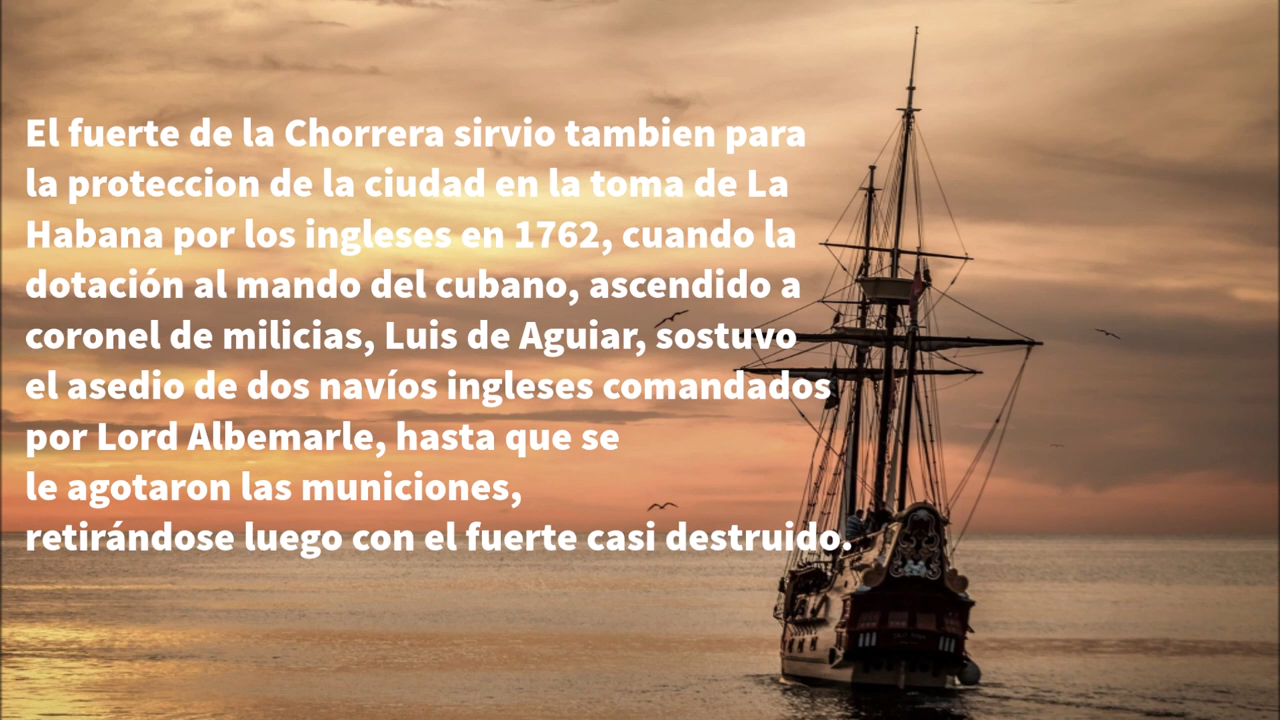 El fuerte de la Chorrera sirvio tambien para
la proteccion de la ciudad en la toma de La
Habana por los ingleses en 1762, cuando la
dotación al mando del cubano, ascendido a
coronel de milicias, Luis de Aguiar, sostuvo
el asedio de dos navíos ingleses comandados
por Lord Albemarle, hasta que se
le agotaron las municiones,
retirándose luego con el fuerte casi destruido.